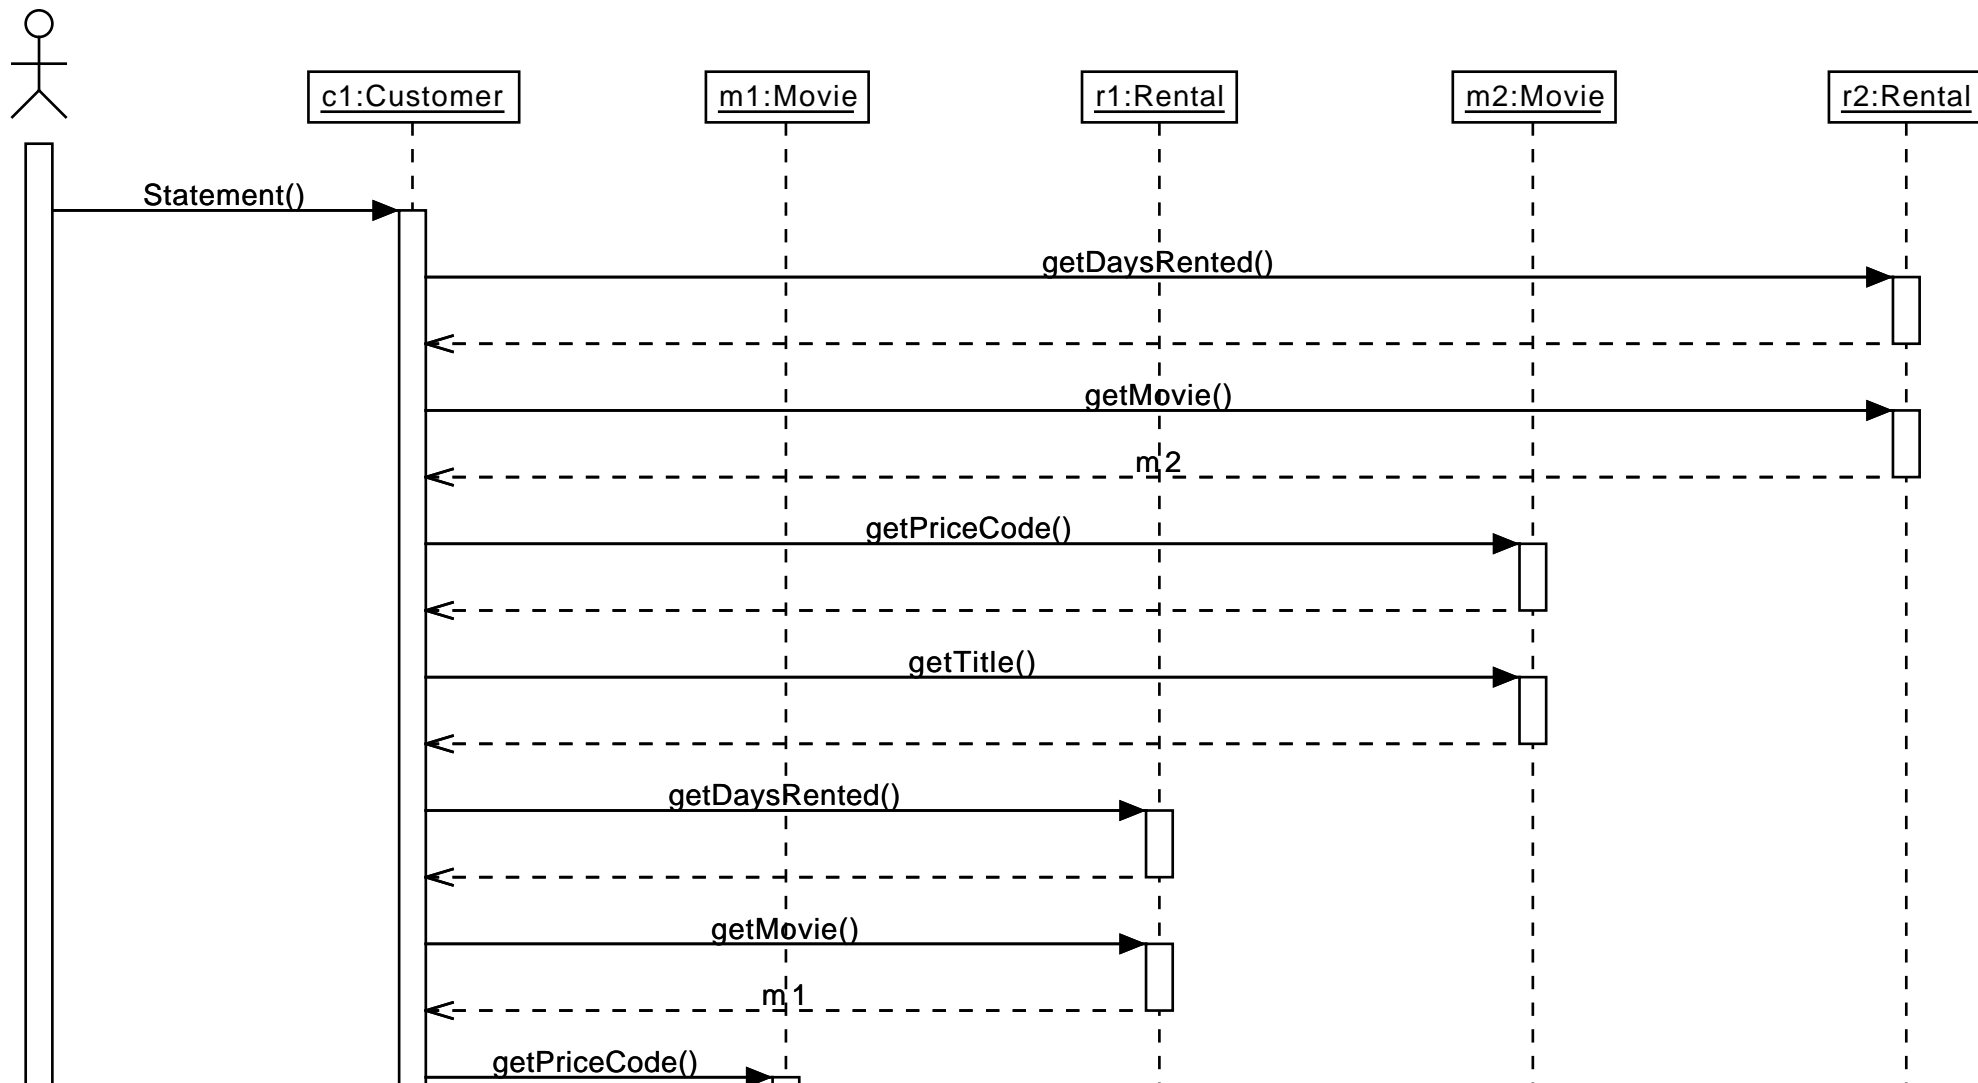 c1:Customer
m1:Movie
r1:Rental
m2:Movie
r2:Rental
Statement()
getDaysRented()
getMovie()
m2
getPriceCode()
getTitle()
getDaysRented()
getMovie()
m1
getPriceCode()